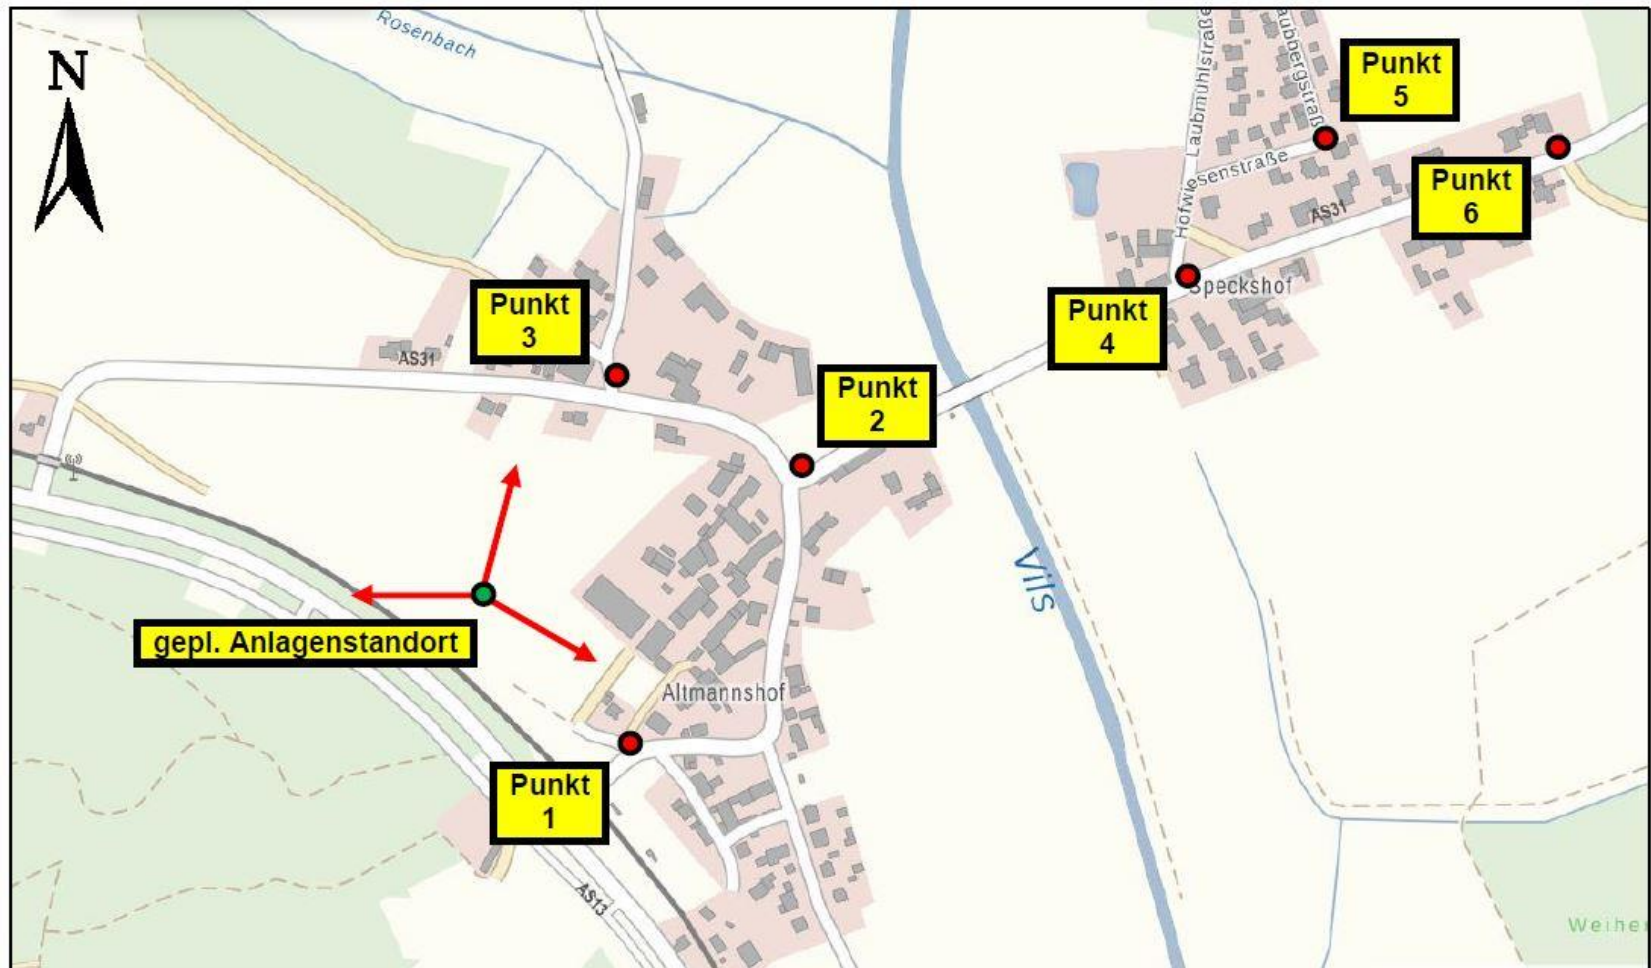 N
Rosenbach
Laubmühlstraße
Punkt
5
Hofwiesenstraße
AS31
Punkt
6
Punkt
3
Punkt
4
Speckshof
AS31
Punkt
2
Vils
gepl. Anlagenstandort
Altmannshof
Punkt
1
AS13